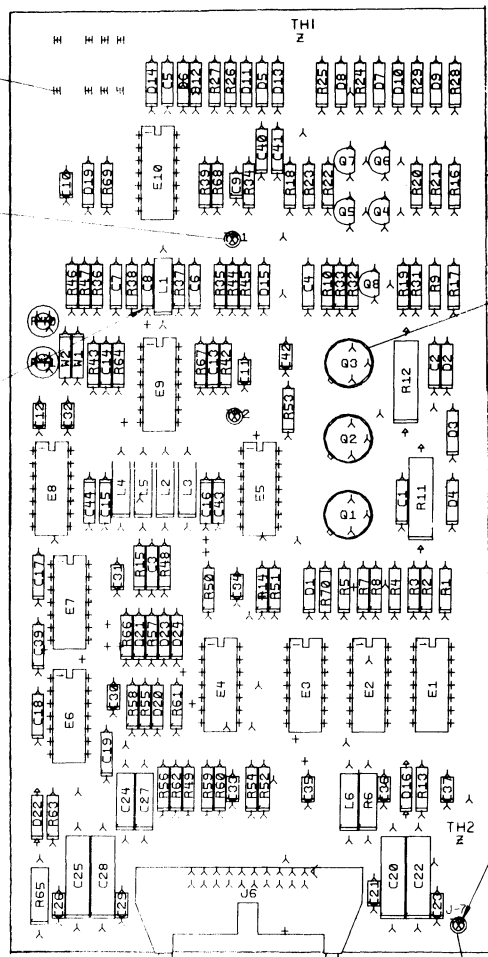 TH1
Z
D14 C5 D6 D12 R27 R26 D11 D5 D13 R25 D8 R24 D7 D10 R29 D9 R28
C40 C41
C10 D19 R69 E10 R39 R68 C9 R34 R18 R23 R22 Q7 Q6 R20 R21 R16
Q5 Q4
R46 R47 R36 C7 R38 C8 L1 R37 C6 R35 R44 R45 D15 C4 R10 R33 R32 Q8 R19 R31 R9 R17
W2 W1 R43 C14 R64 E9 R67 C13 R42 C11 C42 Q3 R12 C2 D2
C12 C32 R53 Q2 D3
E8 C44 C15 L4 L5 L2 L3 C16 C43 E5 Q1 C1 R11 D4
C17 E7 C31 R15 C3 R48 R50 C34 R14 R51 D1 R70 R5 R7 R8 R4 R3 R2 R1
C39 R66 D21 R57 D23 D24
C18 E6 C30 R58 R55 D20 R61 E4 E3 E2 E1
C19
D22 R63 C24 C27 R56 R62 R49 R59 R60 R54 R52 C35 L6 R6 D16 R13
TH2
Z
R65 C25 C28 C29 J6 C21 C20 C22 C23 J-7